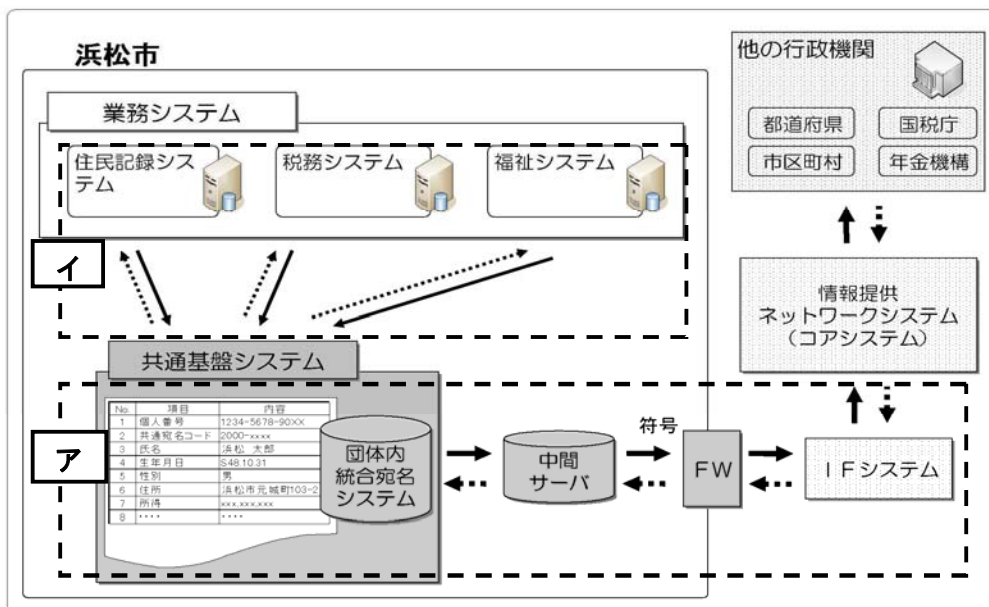 浜松市
業務システム
住民記録シス
テム
税務システム
福祉システム
イ
他の行政機関
都道府県
国税庁
市区町村
年金機構
情報提供
ネットワークシステム
(コアシステム)
共通基盤システム
ア
No. 項目 内容
1 個人番号 1234-5678-90XX
2 共通宛名コード 2000-xxxx
3 氏名 浜松 太郎
4 生年月日 S48.10.31
5 性別 男
6 住所 浜松市元城町103-2
7 所得 xxx,xxx,xxx
8 ・・・・ ・・・・
団体内
統合宛名
システム
中間
サーバ
符号
FW
IFシステム